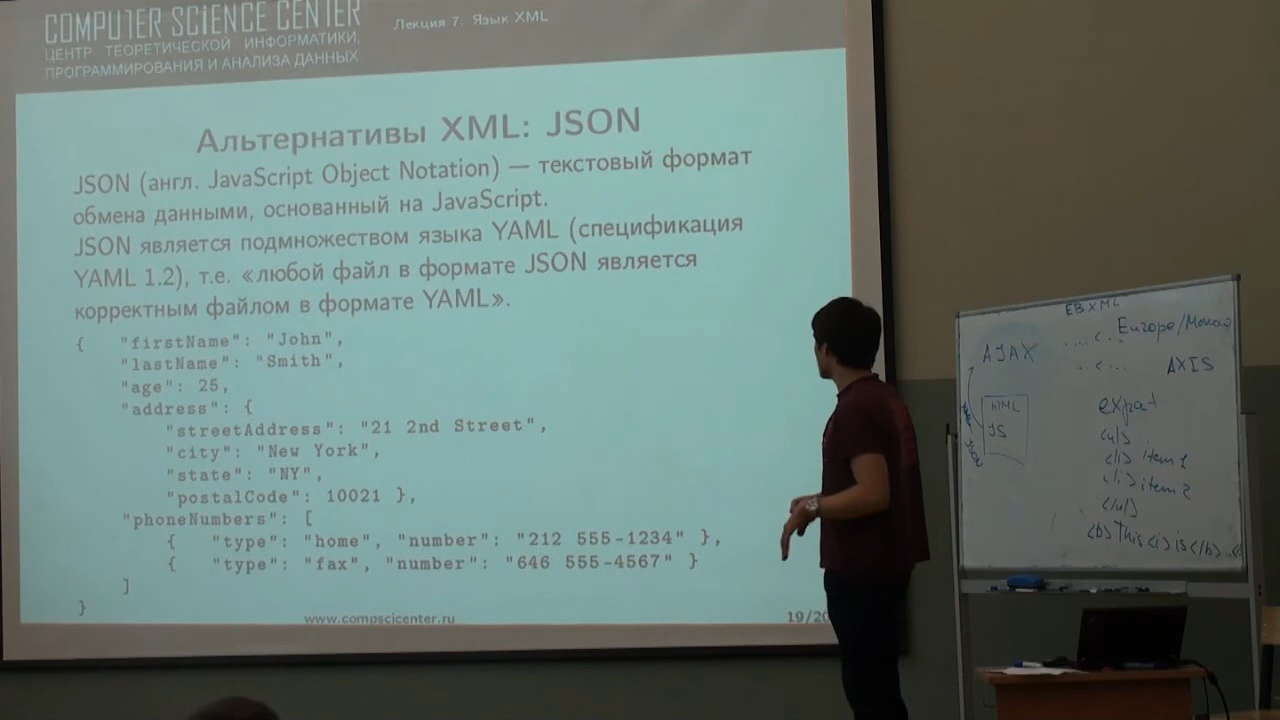 COMPUTER SCIENCE CENTER
ЦЕНТР ТЕОРЕТИЧЕСКОЙ ИНФОРМАТИКИ,
ПРОГРАММИРОВАНИЯ И АНАЛИЗА ДАННЫХ
Лекция 7. Язык XML
Альтернативы XML: JSON
JSON (англ. JavaScript Object Notation) — текстовый формат
обмена данными, основанный на JavaScript.
JSON является подмножеством языка YAML (спецификация
YAML 1.2), т.е. «любой файл в формате JSON является
корректным файлом в формате YAML».
{ "firstName": "John",
"lastName": "Smith",
"age": 25,
"address": {
"streetAddress": "21 2nd Street",
"city": "New York",
"state": "NY",
"postalCode": 10021 },
"phoneNumbers": [
{ "type": "home", "number": "212 555-1234" },
{ "type": "fax", "number": "646 555-4567" }
]
}
www.compscicenter.ru
19/20
EBXML
Europe/
AJAX
AXIS
HTML
JS
JSON
expat
<ul>
<li> item 1
<li> item 2
</ul>
<b>This<i>is</b>